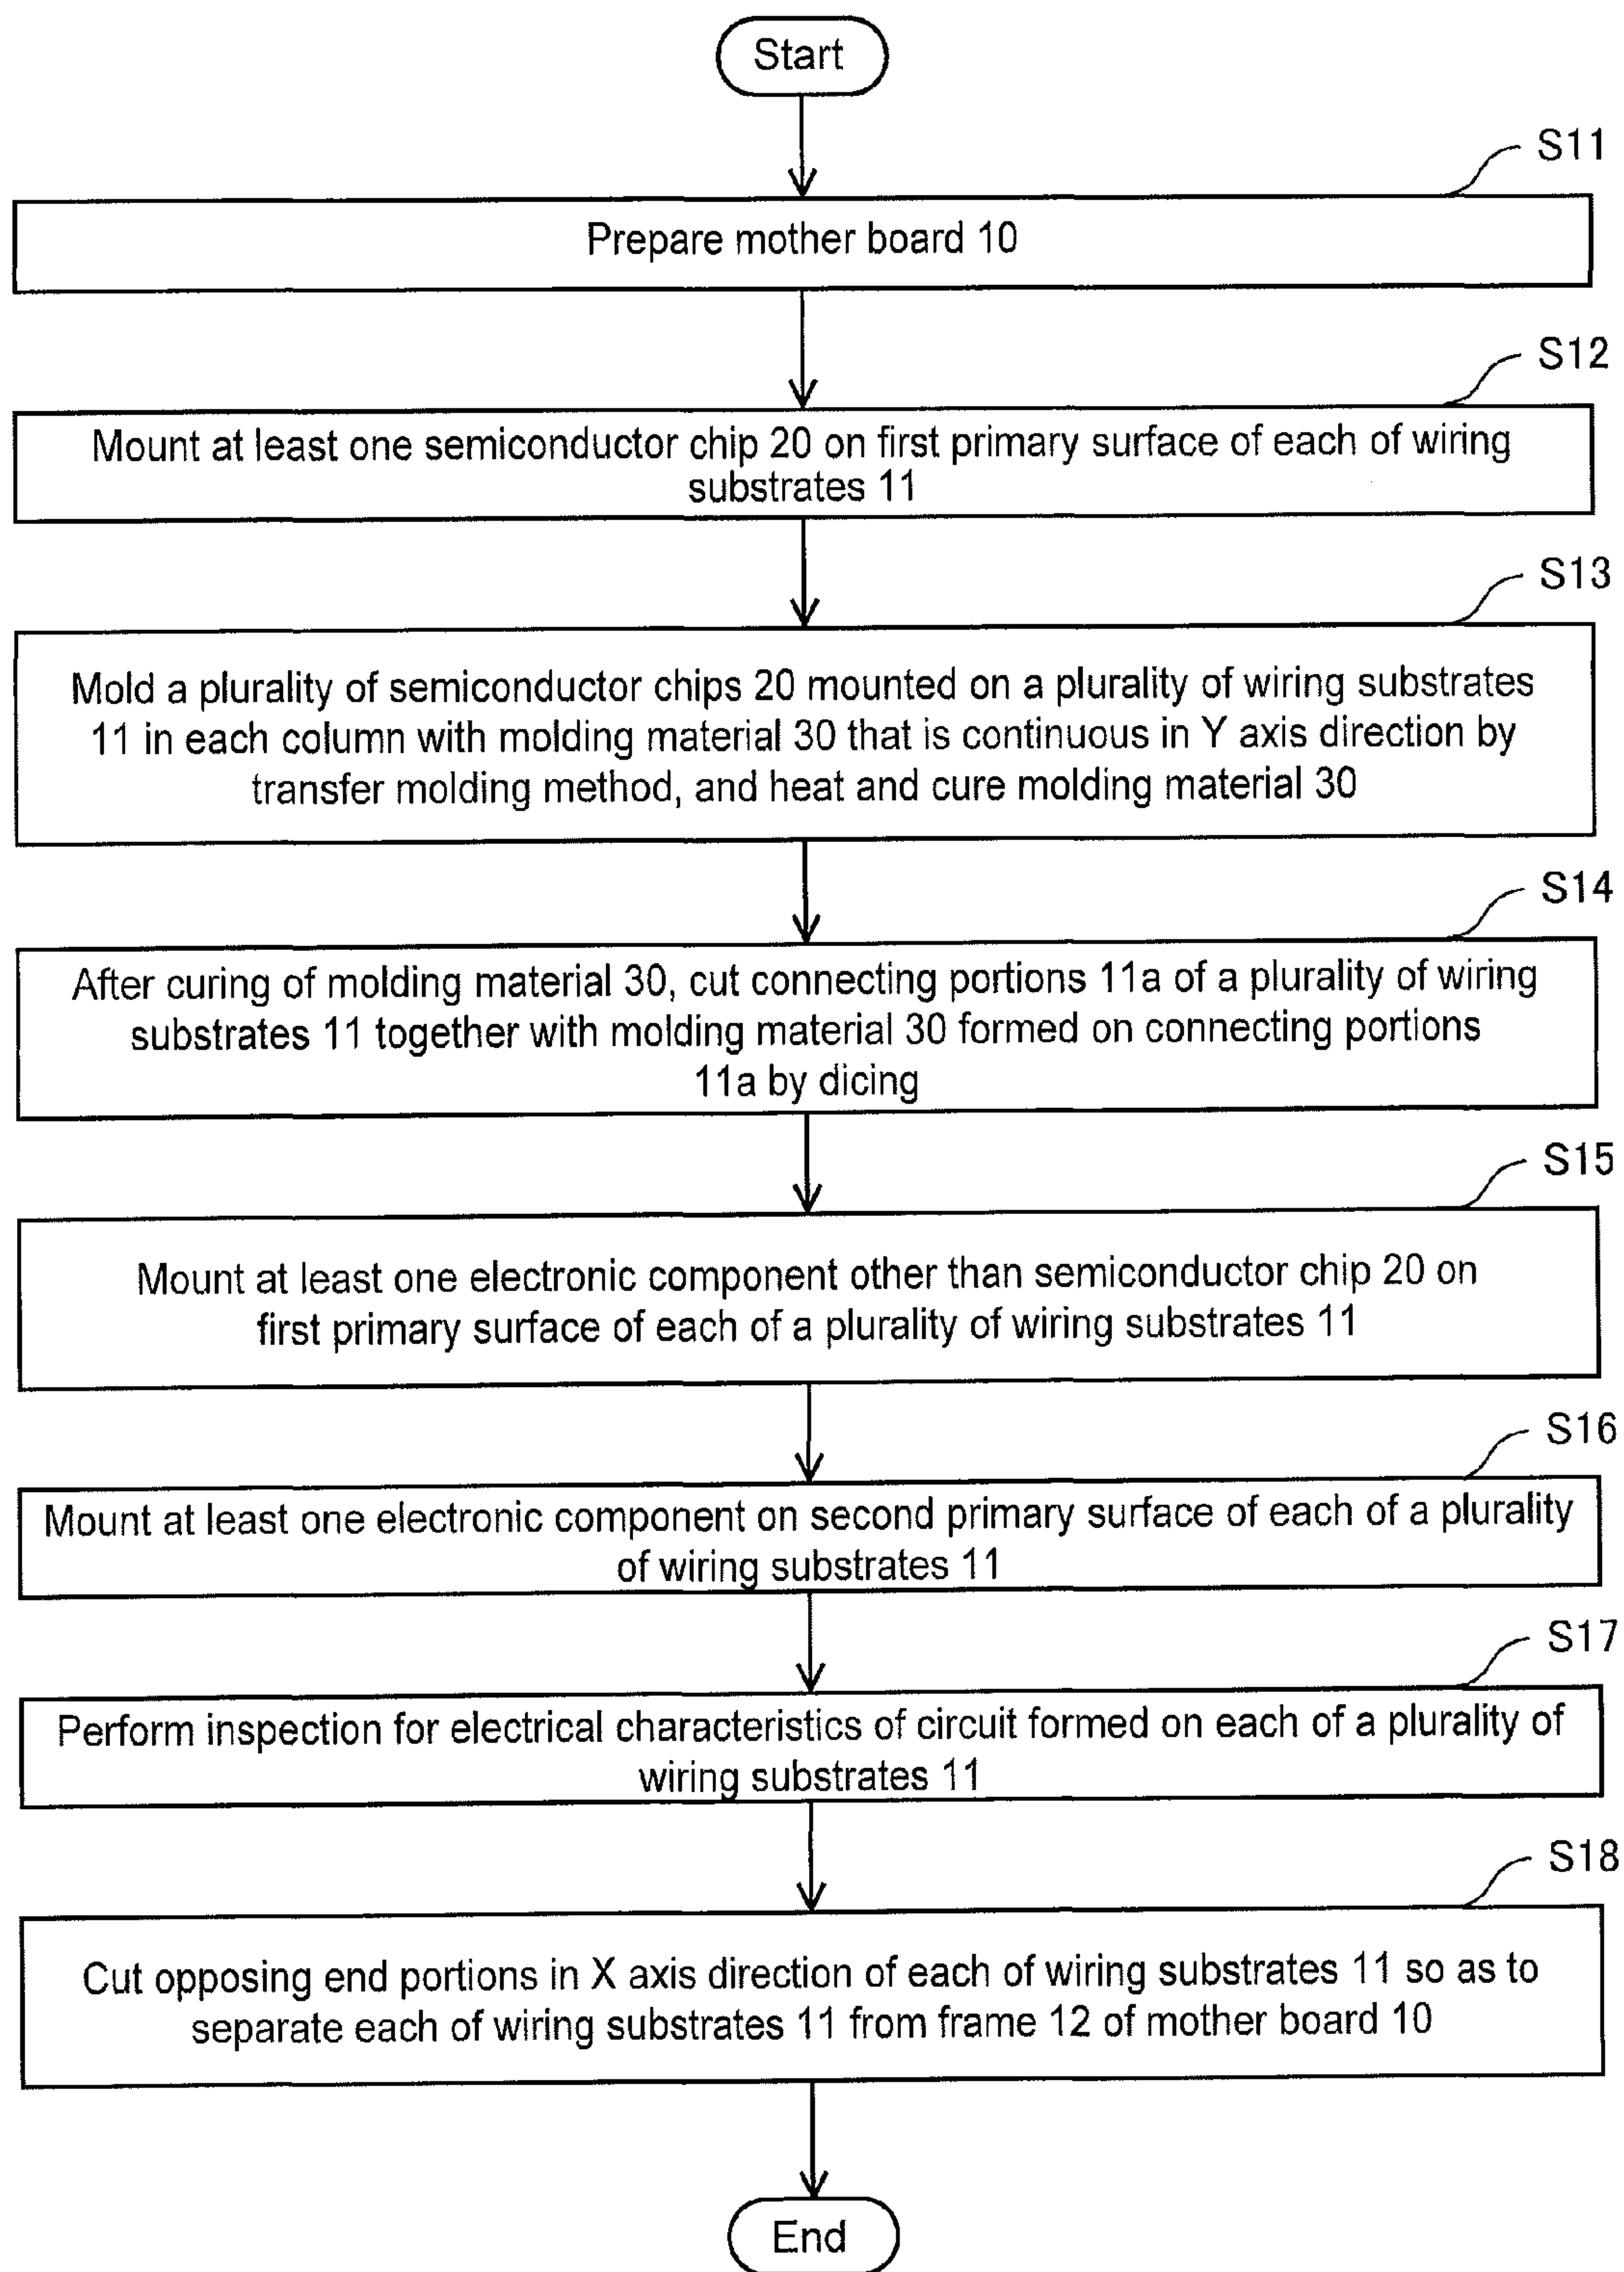 Start
S11
Prepare mother board 10
S12
Mount at least one semiconductor chip 20 on first primary surface of each of wiring
substrates 11
S13
Mold a plurality of semiconductor chips 20 mounted on a plurality of wiring substrates
11 in each column with molding material 30 that is continuous in Y axis direction by
transfer molding method, and heat and cure molding material 30
S14
After curing of molding material 30, cut connecting portions 11a of a plurality of wiring
substrates 11 together with molding material 30 formed on connecting portions
11a by dicing
S15
Mount at least one electronic component other than semiconductor chip 20 on
first primary surface of each of a plurality of wiring substrates 11
S16
Mount at least one electronic component on second primary surface of each of a plurality
of wiring substrates 11
S17
Perform inspection for electrical characteristics of circuit formed on each of a plurality of
wiring substrates 11
S18
Cut opposing end portions in X axis direction of each of wiring substrates 11 so as to
separate each of wiring substrates 11 from frame 12 of mother board 10
End